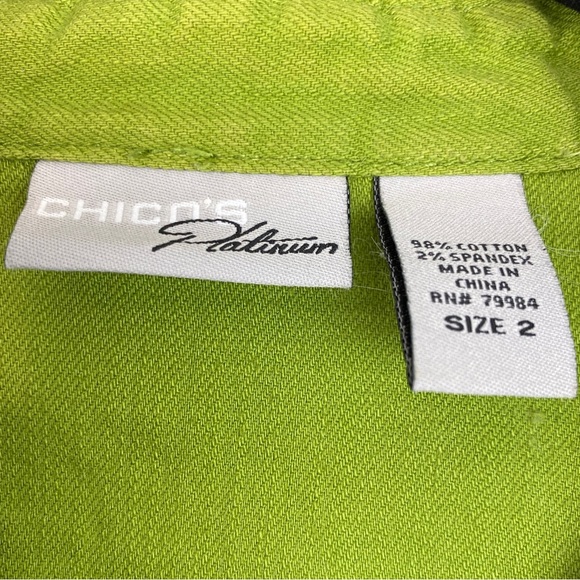 CHICO'S
Platinum
98% COTTON
2% SPANDEX
MADE IN
CHINA
RN# 79984
SIZE 2